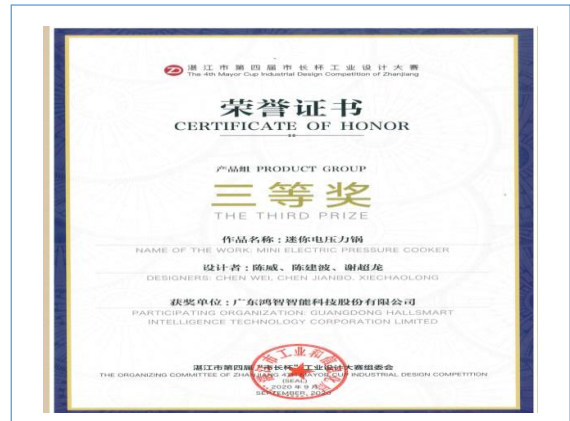 湛江市第四届市长杯工业设计大赛
The 4th Mayor Cup Industrial Design Competition of Zhanjiang
荣誉证书
CERTIFICATE OF HONOR
产品组 PRODUCT GROUP
三等奖
THE THIRD PRIZE
作品名称：迷你电压力锅
NAME OF THE WORK: MINI ELECTRIC PRESSURE COOKER
设计者：陈威、陈建波、谢超龙
DESIGNERS: CHEN WEI, CHEN JIANBO, XIECHAOLONG
获奖单位：广东鸿智智能科技股份有限公司
PARTICIPATING ORGANIZATION: GUANGDONG HALLSMART
INTELLIGENCE TECHNOLOGY CORPORATION LIMITED
湛江市第四届“市长杯”工业设计大赛组委会
THE ORGANIZING COMMITTEE OF ZHANJIANG 4TH MAYOR CUP INDUSTRIAL DESIGN COMPETITION
(SEAL)
2020 年 9 月
SEPTEMBER, 2020